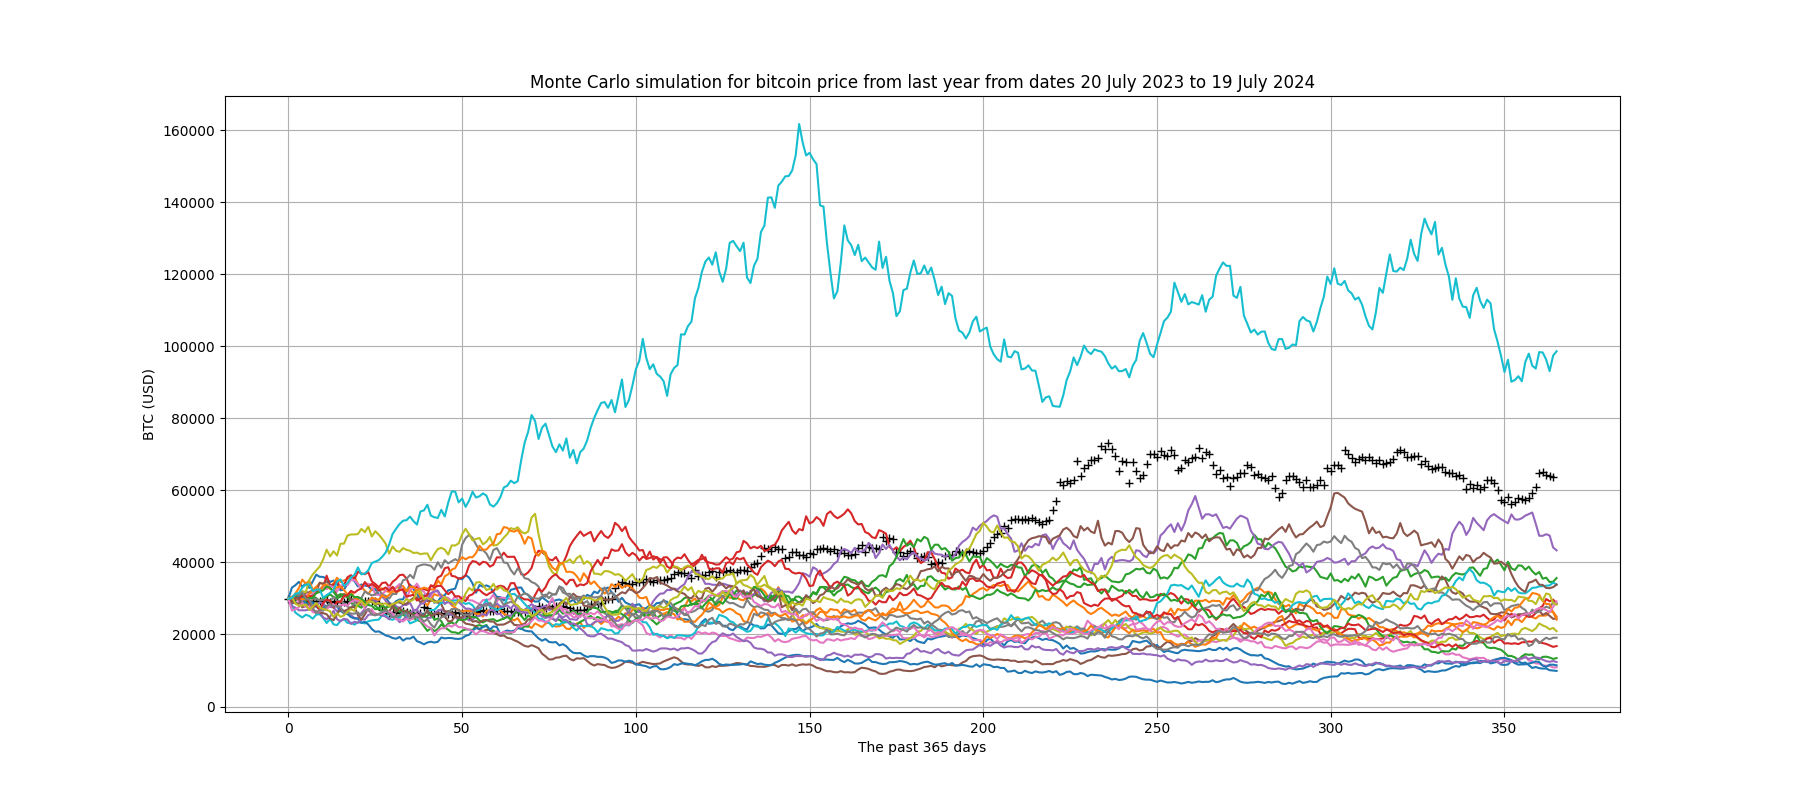 Monte Carlo simulation for bitcoin price from last year from dates 20 July 2023 to 19 July 2024
160000
140000
120000
100000
80000
60000
40000
20000
0
BTC (USD)
0 50 100 150 200 250 300 350
The past 365 days